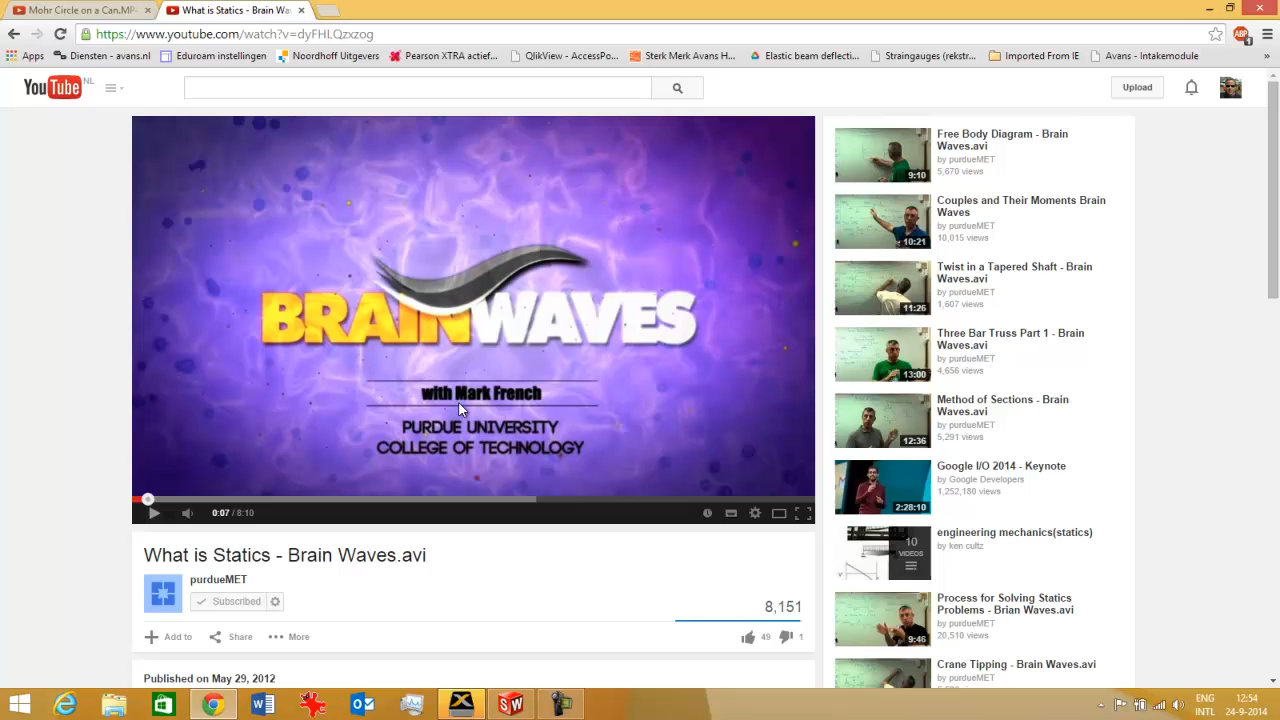 Mohr Circle on a Can.MP
What is Statics - Brain Wa
https://www.youtube.com/watch?v=dyFHLQzxzog
ABP
1
Apps
Diensten - avans.nl
Eduroam instellingen
Noordhoff Uitgevers
Pearson XTRA actief...
QlikView - AccessPo...
Sterk Merk Avans H...
Elastic beam deflecti...
Straingauges (rekstr...
Imported From IE
Avans - Intakemodule
»
YouTube NL
Upload
BRAINWAVES
with Mark French
PURDUE UNIVERSITY
COLLEGE OF TECHNOLOGY
0:07 / 8:10
What is Statics - Brain Waves.avi
purdueMET
Subscribed
8,151
Add to
Share
More
49
1
Published on May 29, 2012
Free Body Diagram - Brain
Waves.avi
by purdueMET
5,670 views
9:10
Couples and Their Moments Brain
Waves
by purdueMET
10,015 views
10:21
Twist in a Tapered Shaft - Brain
Waves.avi
by purdueMET
1,607 views
11:26
Three Bar Truss Part 1 - Brain
Waves.avi
by purdueMET
4,656 views
13:00
Method of Sections - Brain
Waves.avi
by purdueMET
5,291 views
12:36
Google I/O 2014 - Keynote
by Google Developers
1,252,180 views
2:28:10
engineering mechanics(statics)
by ken cultz
10
VIDEOS
Process for Solving Statics
Problems - Brian Waves.avi
by purdueMET
20,510 views
9:46
Crane Tipping - Brain Waves.avi
ENG
INTL
12:54
24-9-2014